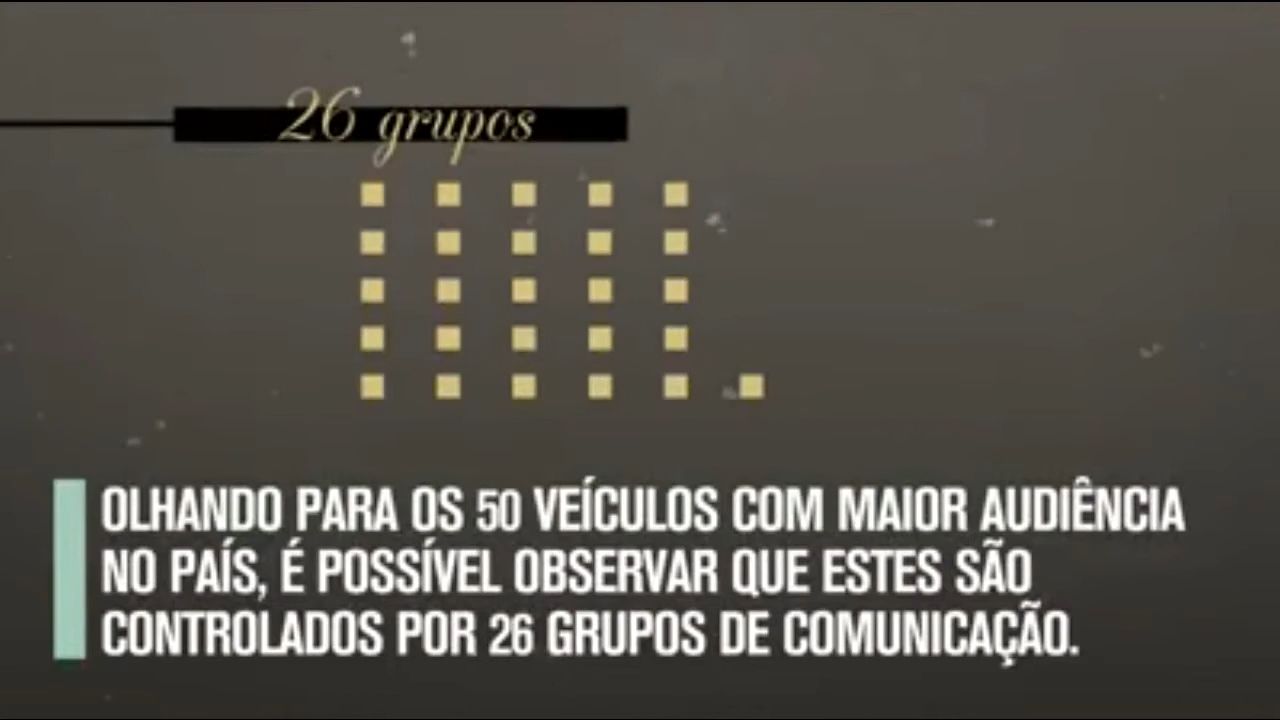 26 grupos
OLHANDO PARA OS 50 VEÍCULOS COM MAIOR AUDIÊNCIA
NO PAÍS, É POSSÍVEL OBSERVAR QUE ESTES SÃO
CONTROLADOS POR 26 GRUPOS DE COMUNICAÇÃO.